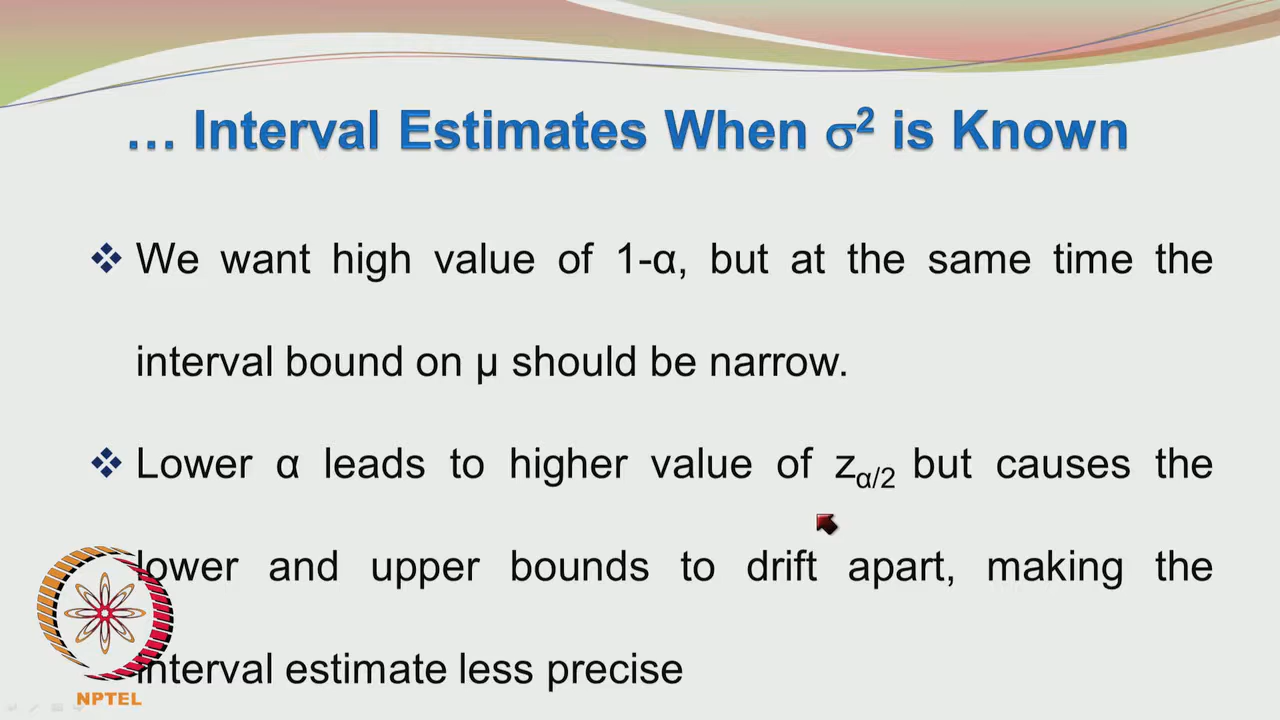 ... Interval Estimates When σ² is Known
❖ We want high value of 1-α, but at the same time the
interval bound on μ should be narrow.
❖ Lower α leads to higher value of zα/2 but causes the
lower and upper bounds to drift apart, making the
interval estimate less precise
NPTEL